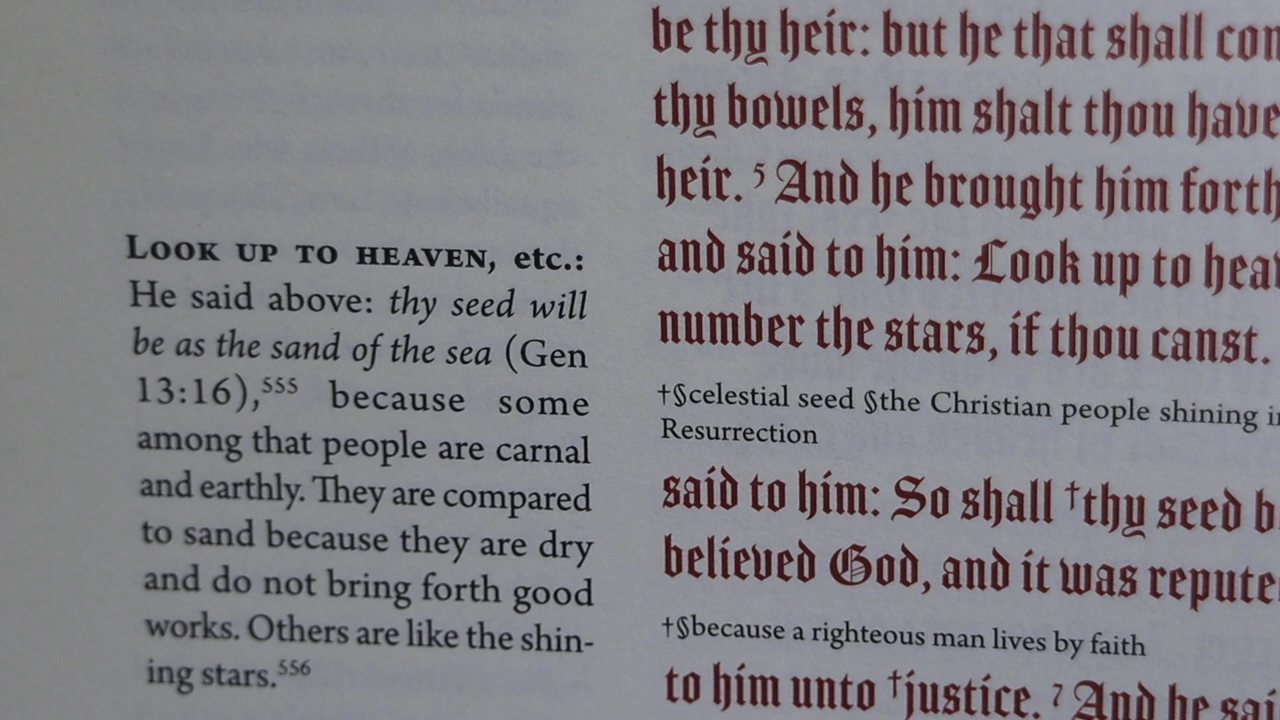 LOOK UP TO HEAVEN, etc.:
He said above: thy seed will
be as the sand of the sea (Gen
13:16),⁵⁵⁵ because some
among that people are carnal
and earthly. They are compared
to sand because they are dry
and do not bring forth good
works. Others are like the shin-
ing stars.⁵⁵⁶
be thy heir: but he that shall
thy bowels, him shalt thou have
heir. ⁵ And he brought him forth
and said to him: Look up to
number the stars, if thou canst.
†§celestial seed §the Christian people shining
Resurrection
said to him: So shall †thy seed
believed God, and it was
†§because a righteous man lives by faith
to him unto †justice. ⁷ And he